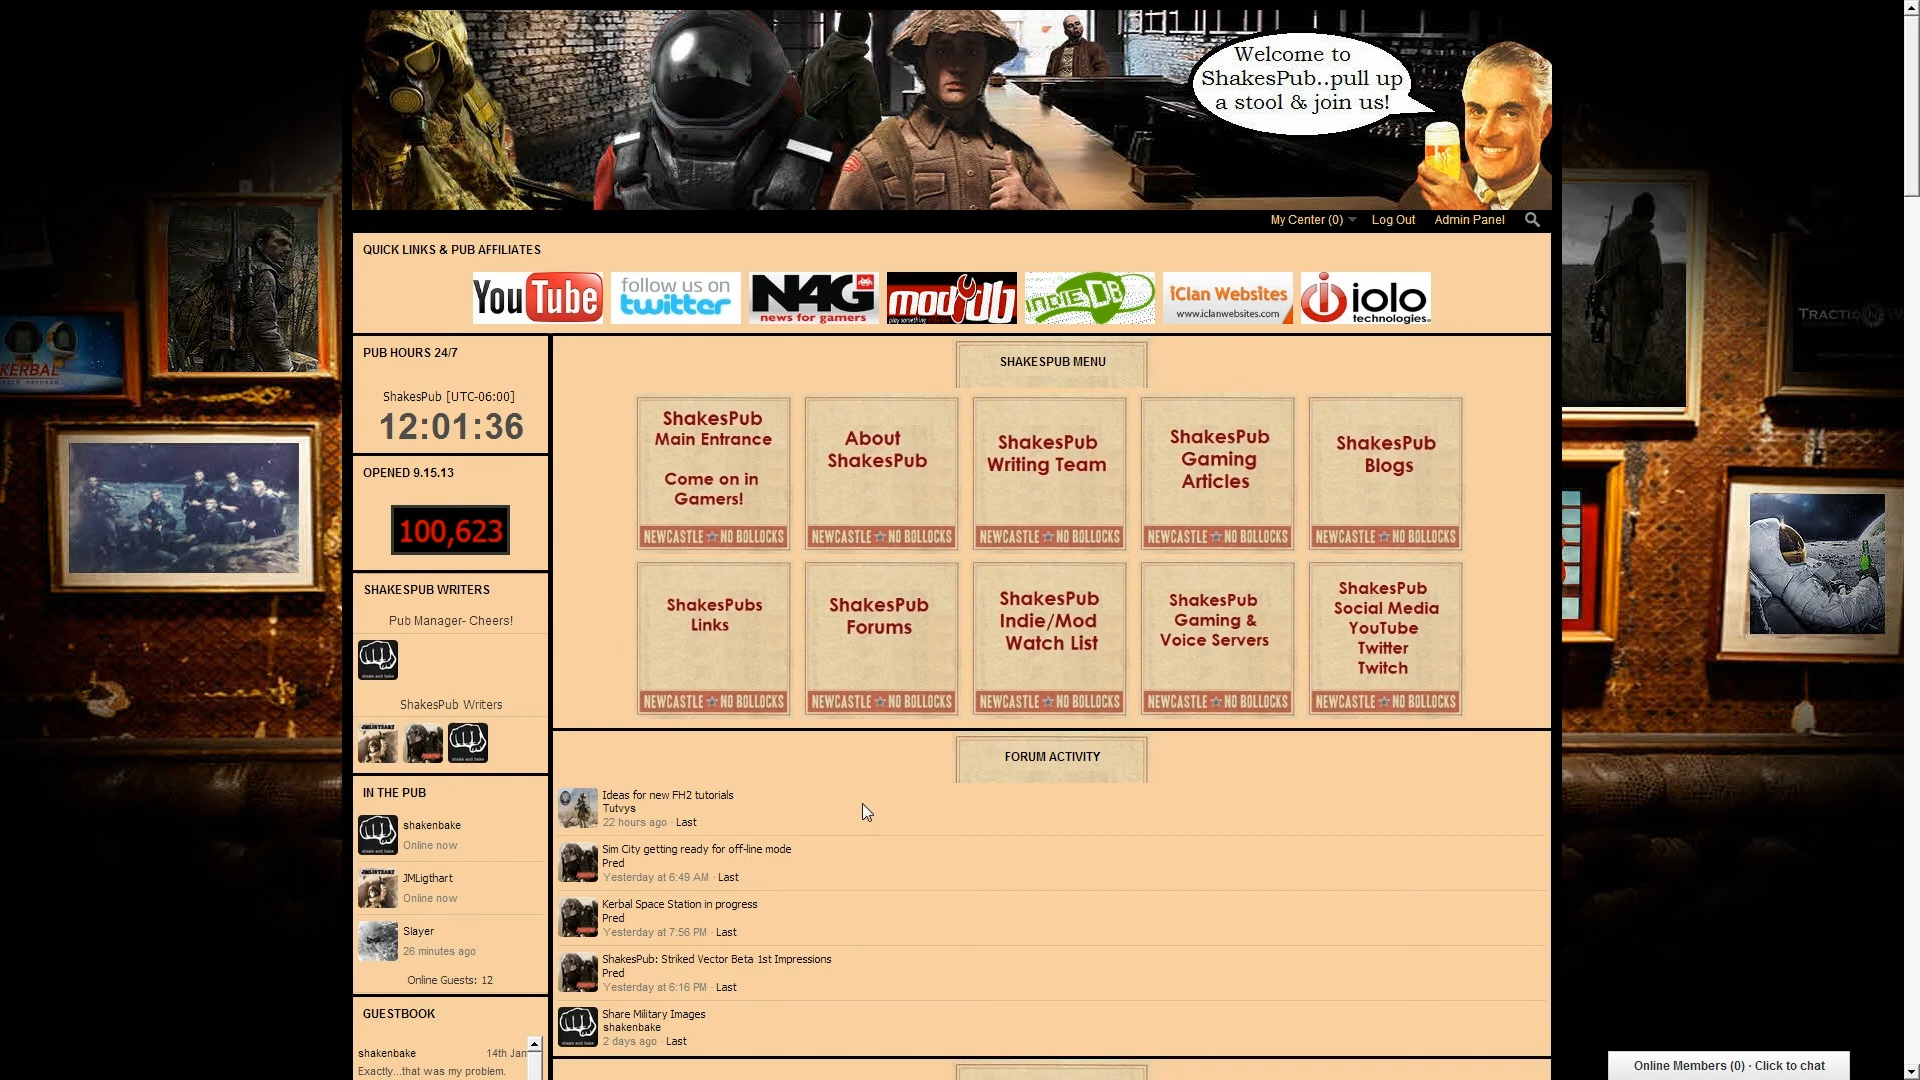 Welcome to
ShakesPub..pull up
a stool & join us!
My Center (0)
Log Out
Admin Panel
QUICK LINKS & PUB AFFILIATES
YouTube
follow us on
twitter
N4G
news for gamers
moddb
play something
INDIE DB
iClan Websites
www.iclanwebsites.com
iolo
technologies
PUB HOURS 24/7
ShakesPub [UTC-06:00]
12:01:36
OPENED 9.15.13
100,623
SHAKESPUB WRITERS
Pub Manager- Cheers!
ShakesPub Writers
IN THE PUB
shakenbake
Online now
JMLigthart
Online now
Slayer
26 minutes ago
Online Guests: 12
GUESTBOOK
shakenbake
14th Jan
Exactly...that was my problem.
SHAKESPUB MENU
ShakesPub
Main Entrance
Come on in
Gamers!
NEWCASTLE NO BOLLOCKS
About
ShakesPub
NEWCASTLE NO BOLLOCKS
ShakesPub
Writing Team
NEWCASTLE NO BOLLOCKS
ShakesPub
Gaming
Articles
NEWCASTLE NO BOLLOCKS
ShakesPub
Blogs
NEWCASTLE NO BOLLOCKS
ShakesPubs
Links
NEWCASTLE NO BOLLOCKS
ShakesPub
Forums
NEWCASTLE NO BOLLOCKS
ShakesPub
Indie/Mod
Watch List
NEWCASTLE NO BOLLOCKS
ShakesPub
Gaming &
Voice Servers
NEWCASTLE NO BOLLOCKS
ShakesPub
Social Media
YouTube
Twitter
Twitch
NEWCASTLE NO BOLLOCKS
FORUM ACTIVITY
Ideas for new FH2 tutorials
Tutvys
22 hours ago · Last
Sim City getting ready for off-line mode
Pred
Yesterday at 6:49 AM · Last
Kerbal Space Station in progress
Pred
Yesterday at 7:56 PM · Last
ShakesPub: Striked Vector Beta 1st Impressions
Pred
Yesterday at 6:16 PM · Last
Share Military Images
shakenbake
2 days ago · Last
KERBAL
Online Members (0) · Click to chat